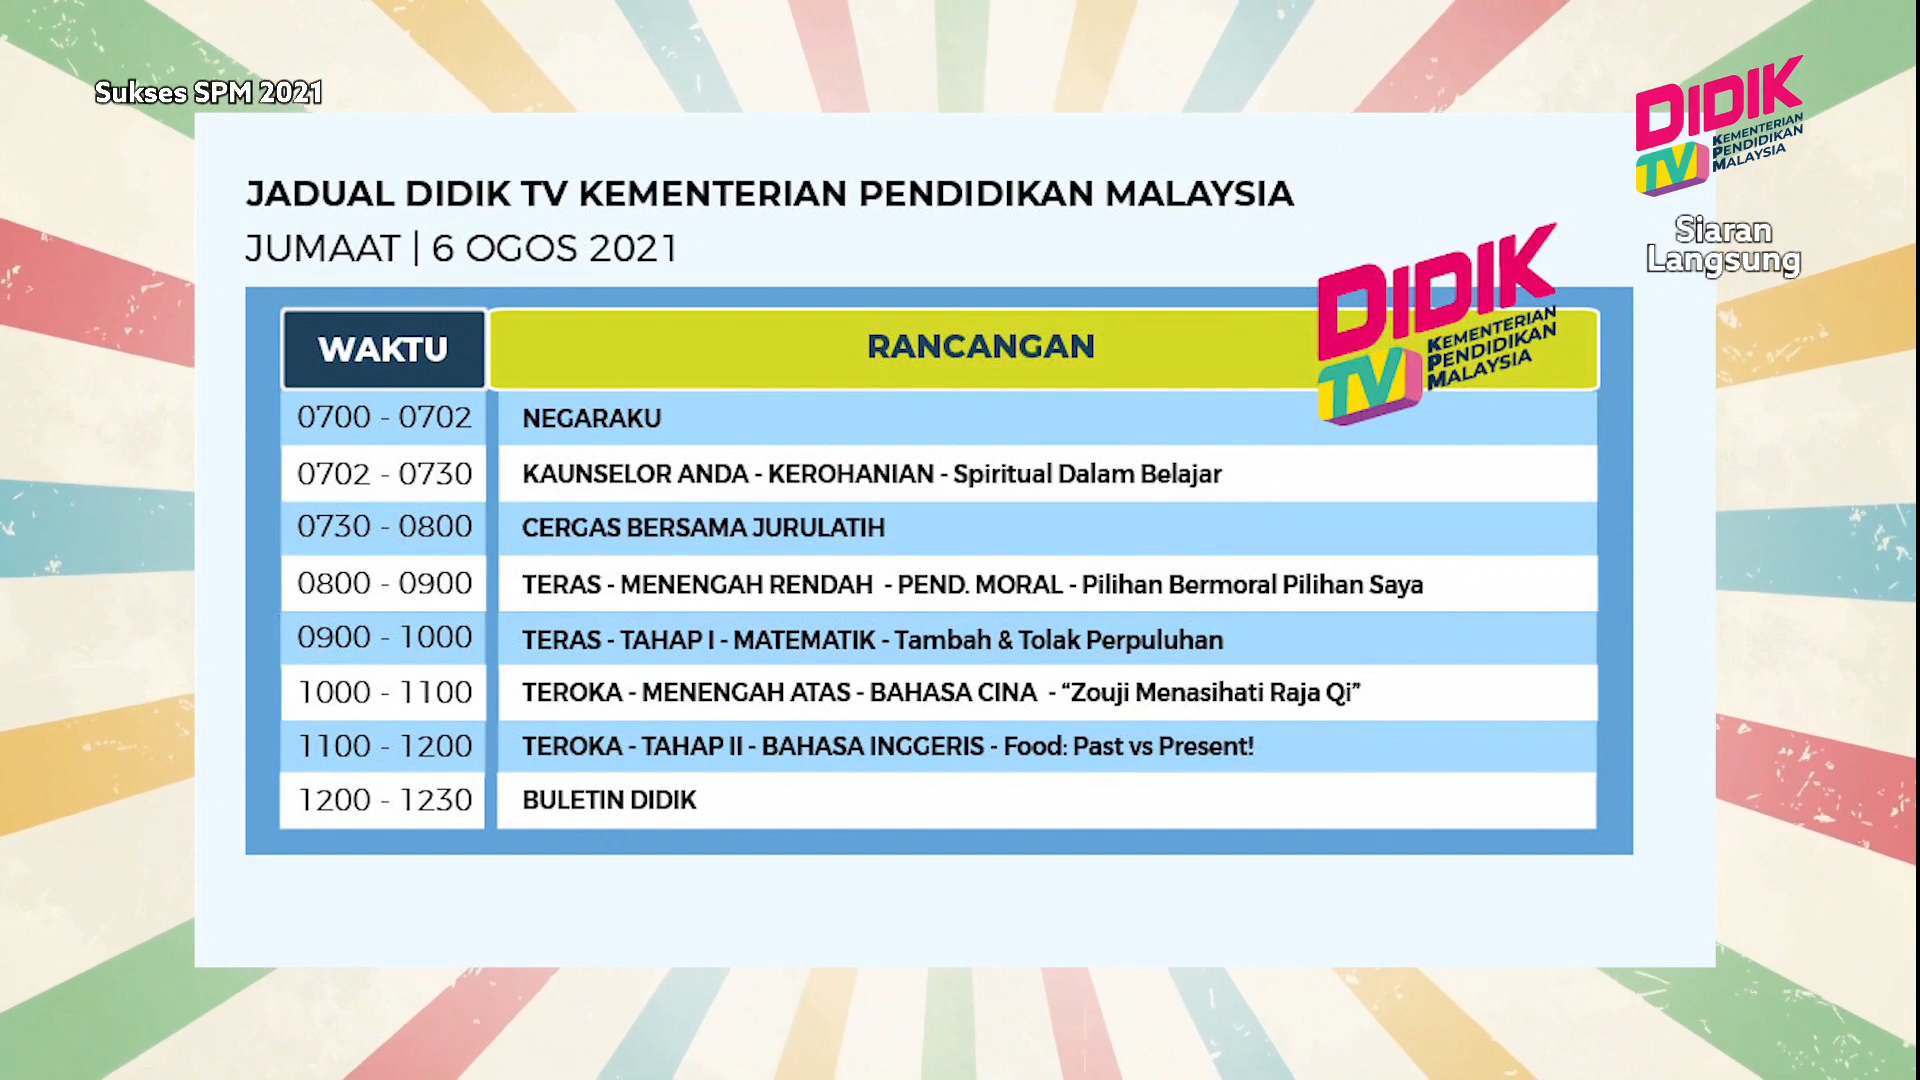 Sukses SPM 2021
DIDIK
TV
KEMENTERIAN
PENDIDIKAN
MALAYSIA
Siaran
Langsung
JADUAL DIDIK TV KEMENTERIAN PENDIDIKAN MALAYSIA
JUMAAT | 6 OGOS 2021
DIDIK
TV
KEMENTERIAN
PENDIDIKAN
MALAYSIA
WAKTU RANCANGAN
0700 - 0702 NEGARAKU
0702 - 0730 KAUNSELOR ANDA - KEROHANIAN - Spiritual Dalam Belajar
0730 - 0800 CERGAS BERSAMA JURULATIH
0800 - 0900 TERAS - MENENGAH RENDAH - PEND. MORAL - Pilihan Bermoral Pilihan Saya
0900 - 1000 TERAS - TAHAP I - MATEMATIK - Tambah & Tolak Perpuluhan
1000 - 1100 TEROKA - MENENGAH ATAS - BAHASA CINA - “Zouji Menasihati Raja Qi”
1100 - 1200 TEROKA - TAHAP II - BAHASA INGGERIS - Food: Past vs Present!
1200 - 1230 BULETIN DIDIK